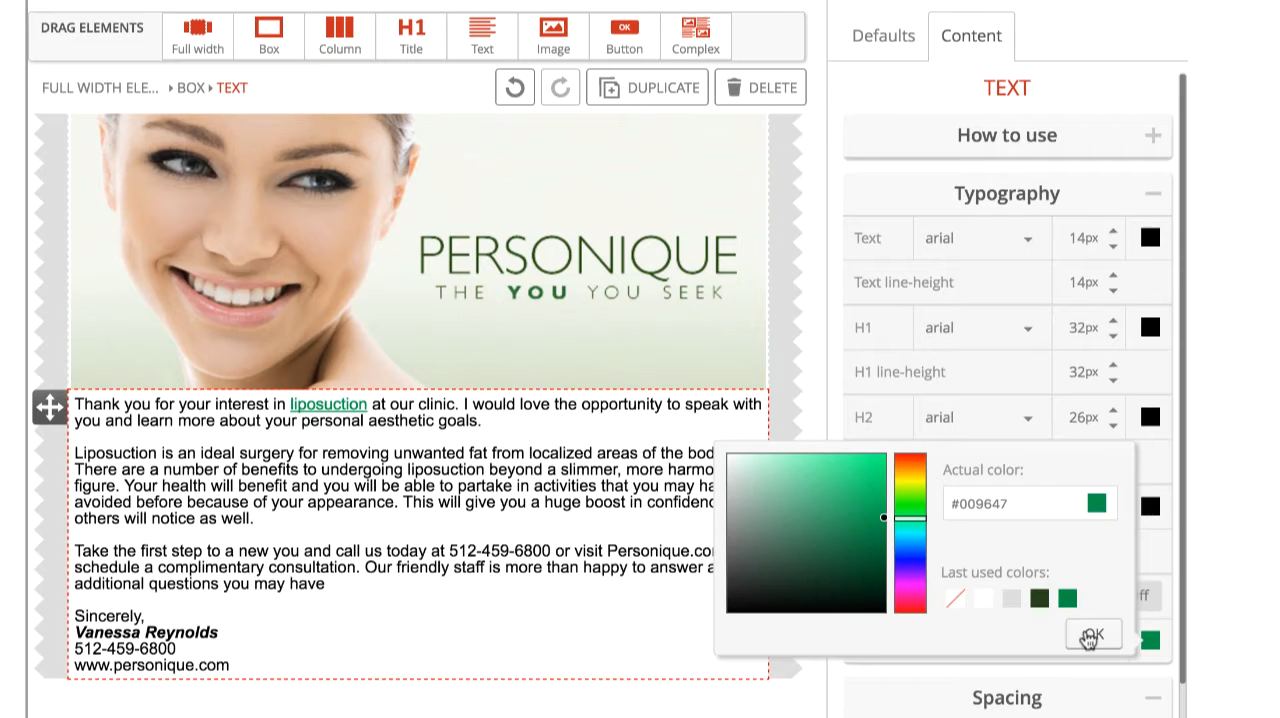 DRAG ELEMENTS
Full width
Box
Column
H1
Title
Text
Image
OK
Button
Complex
FULL WIDTH ELE... BOX TEXT
DUPLICATE
DELETE
PERSONIQUE
THE YOU YOU SEEK
Thank you for your interest in liposuction at our clinic. I would love the opportunity to speak with
you and learn more about your personal aesthetic goals.
Liposuction is an ideal surgery for removing unwanted fat from localized areas of the
There are a number of benefits to undergoing liposuction beyond a slimmer, more
figure. Your health will benefit and you will be able to partake in activities that you may
avoided before because of your appearance. This will give you a huge boost in
others will notice as well.
Take the first step to a new you and call us today at 512-459-6800 or visit
schedule a complimentary consultation. Our friendly staff is more than happy to answer
additional questions you may have
Sincerely,
Vanessa Reynolds
512-459-6800
www.personique.com
Defaults
Content
TEXT
How to use
Typography
Text arial 14px
Text line-height 14px
H1 arial 32px
H1 line-height 32px
H2 arial 26px
Actual color:
#009647
Last used colors:
OK
Spacing